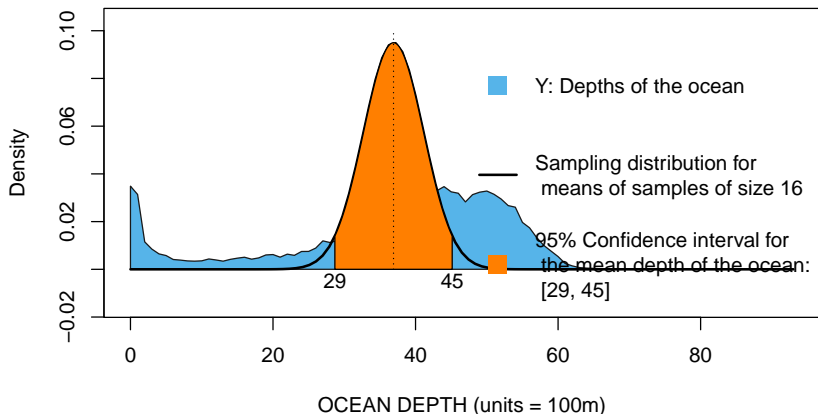 0.10
0.06
0.02
−0.02
Density
Y: Depths of the ocean
Sampling distribution for
means of samples of size 16
95% Confidence interval for
the mean depth of the ocean:
[29, 45]
29
45
0
20
40
60
80
OCEAN DEPTH (units = 100m)